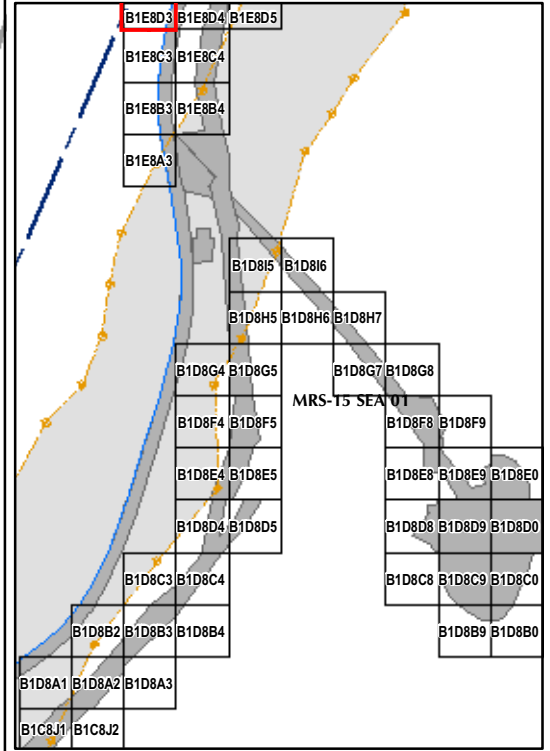 B1E8D3 B1E8D4 B1E8D5
B1E8C3 B1E8C4
B1E8B3 B1E8B4
B1E8A3
B1D8I5 B1D8I6
B1D8H5 B1D8H6 B1D8H7
B1D8G4 B1D8G5 B1D8G7 B1D8G8
MRS-15 SEA 01
B1D8F4 B1D8F5 B1D8F8 B1D8F9
B1D8E4 B1D8E5 B1D8E8 B1D8E9 B1D8E0
B1D8D4 B1D8D5 B1D8D8 B1D8D9 B1D8D0
B1D8C3 B1D8C4 B1D8C8 B1D8C9 B1D8C0
B1D8B2 B1D8B3 B1D8B4 B1D8B9 B1D8B0
B1D8A1 B1D8A2 B1D8A3
B1C8J1 B1C8J2